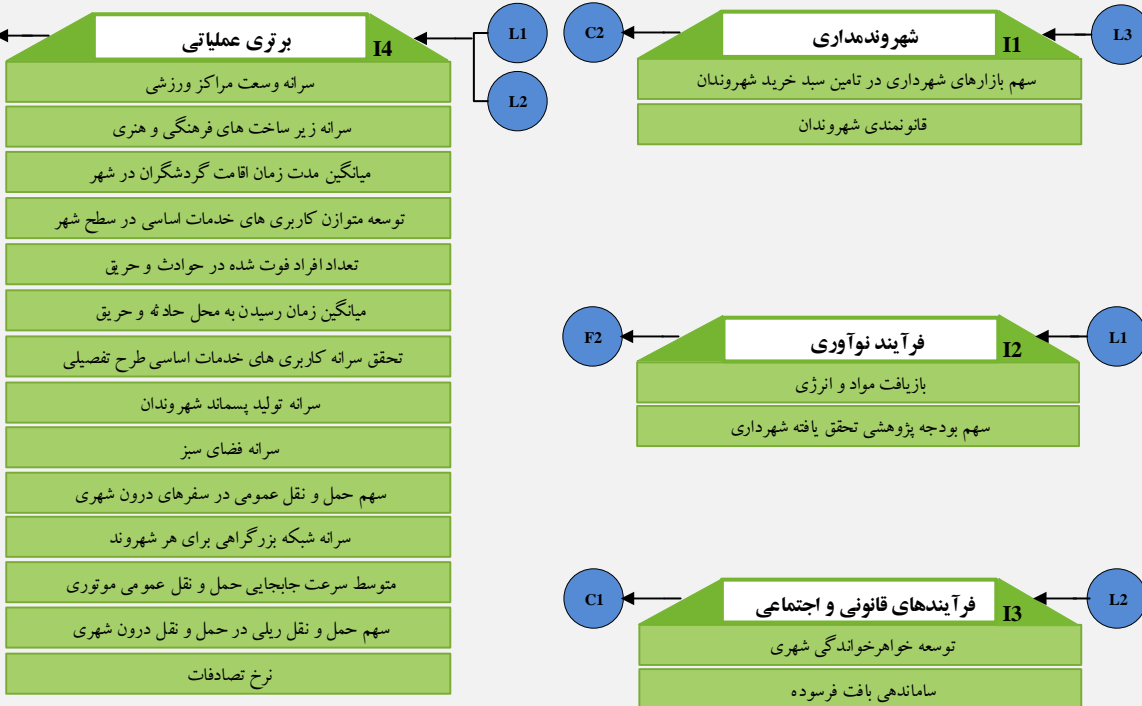 L3
I1
شهروندمداری
C2
سهم بازارهای شهرداری در تامین سبد خرید شهروندان
قانونمندی شهروندان
L1
I2
فرآیند نوآوری
F2
بازیافت مواد و انرژی
سهم بودجه پژوهشی تحقق یافته شهرداری
L2
I3
فرآیندهای قانونی و اجتماعی
C1
توسعه خواهرخواندگی شهری
ساماندهی بافت فرسوده
L1
L2
I4
برتری عملیاتی
سرانه وسعت مراکز ورزشی
سرانه زیر ساخت های فرهنگی و هنری
میانگین مدت زمان اقامت گردشگران در شهر
توسعه متوازن کاربری های خدمات اساسی در سطح شهر
تعداد افراد فوت شده در حوادث و حریق
میانگین زمان رسیدن به محل حادثه و حریق
تحقق سرانه کاربری های خدمات اساسی طرح تفصیلی
سرانه تولید پسماند شهروندان
سرانه فضای سبز
سهم حمل و نقل عمومی در سفرهای درون شهری
سرانه شبکه بزرگراهی برای هر شهروند
متوسط سرعت جابجایی حمل و نقل عمومی موتوری
سهم حمل و نقل ریلی در حمل و نقل درون شهری
نرخ تصادفات